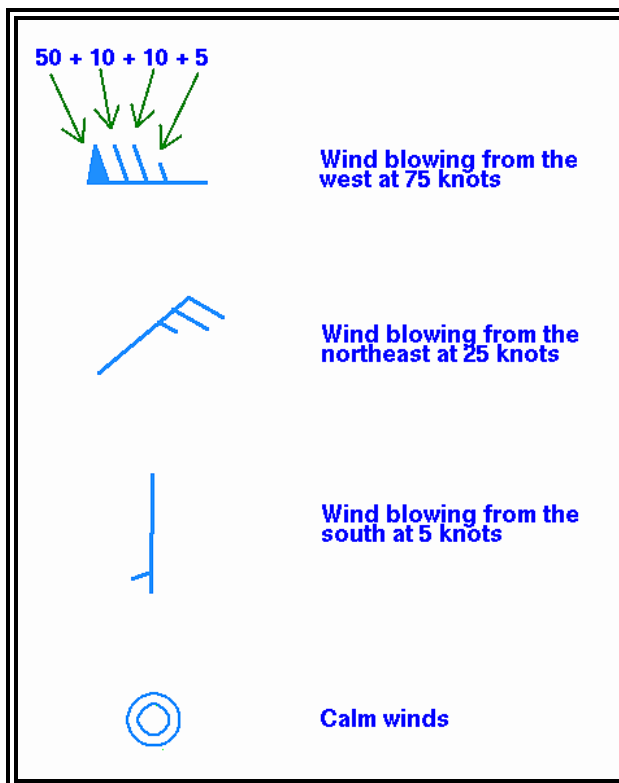 50 + 10 + 10 + 5
Wind blowing from the
west at 75 knots
Wind blowing from the
northeast at 25 knots
Wind blowing from the
south at 5 knots
Calm winds